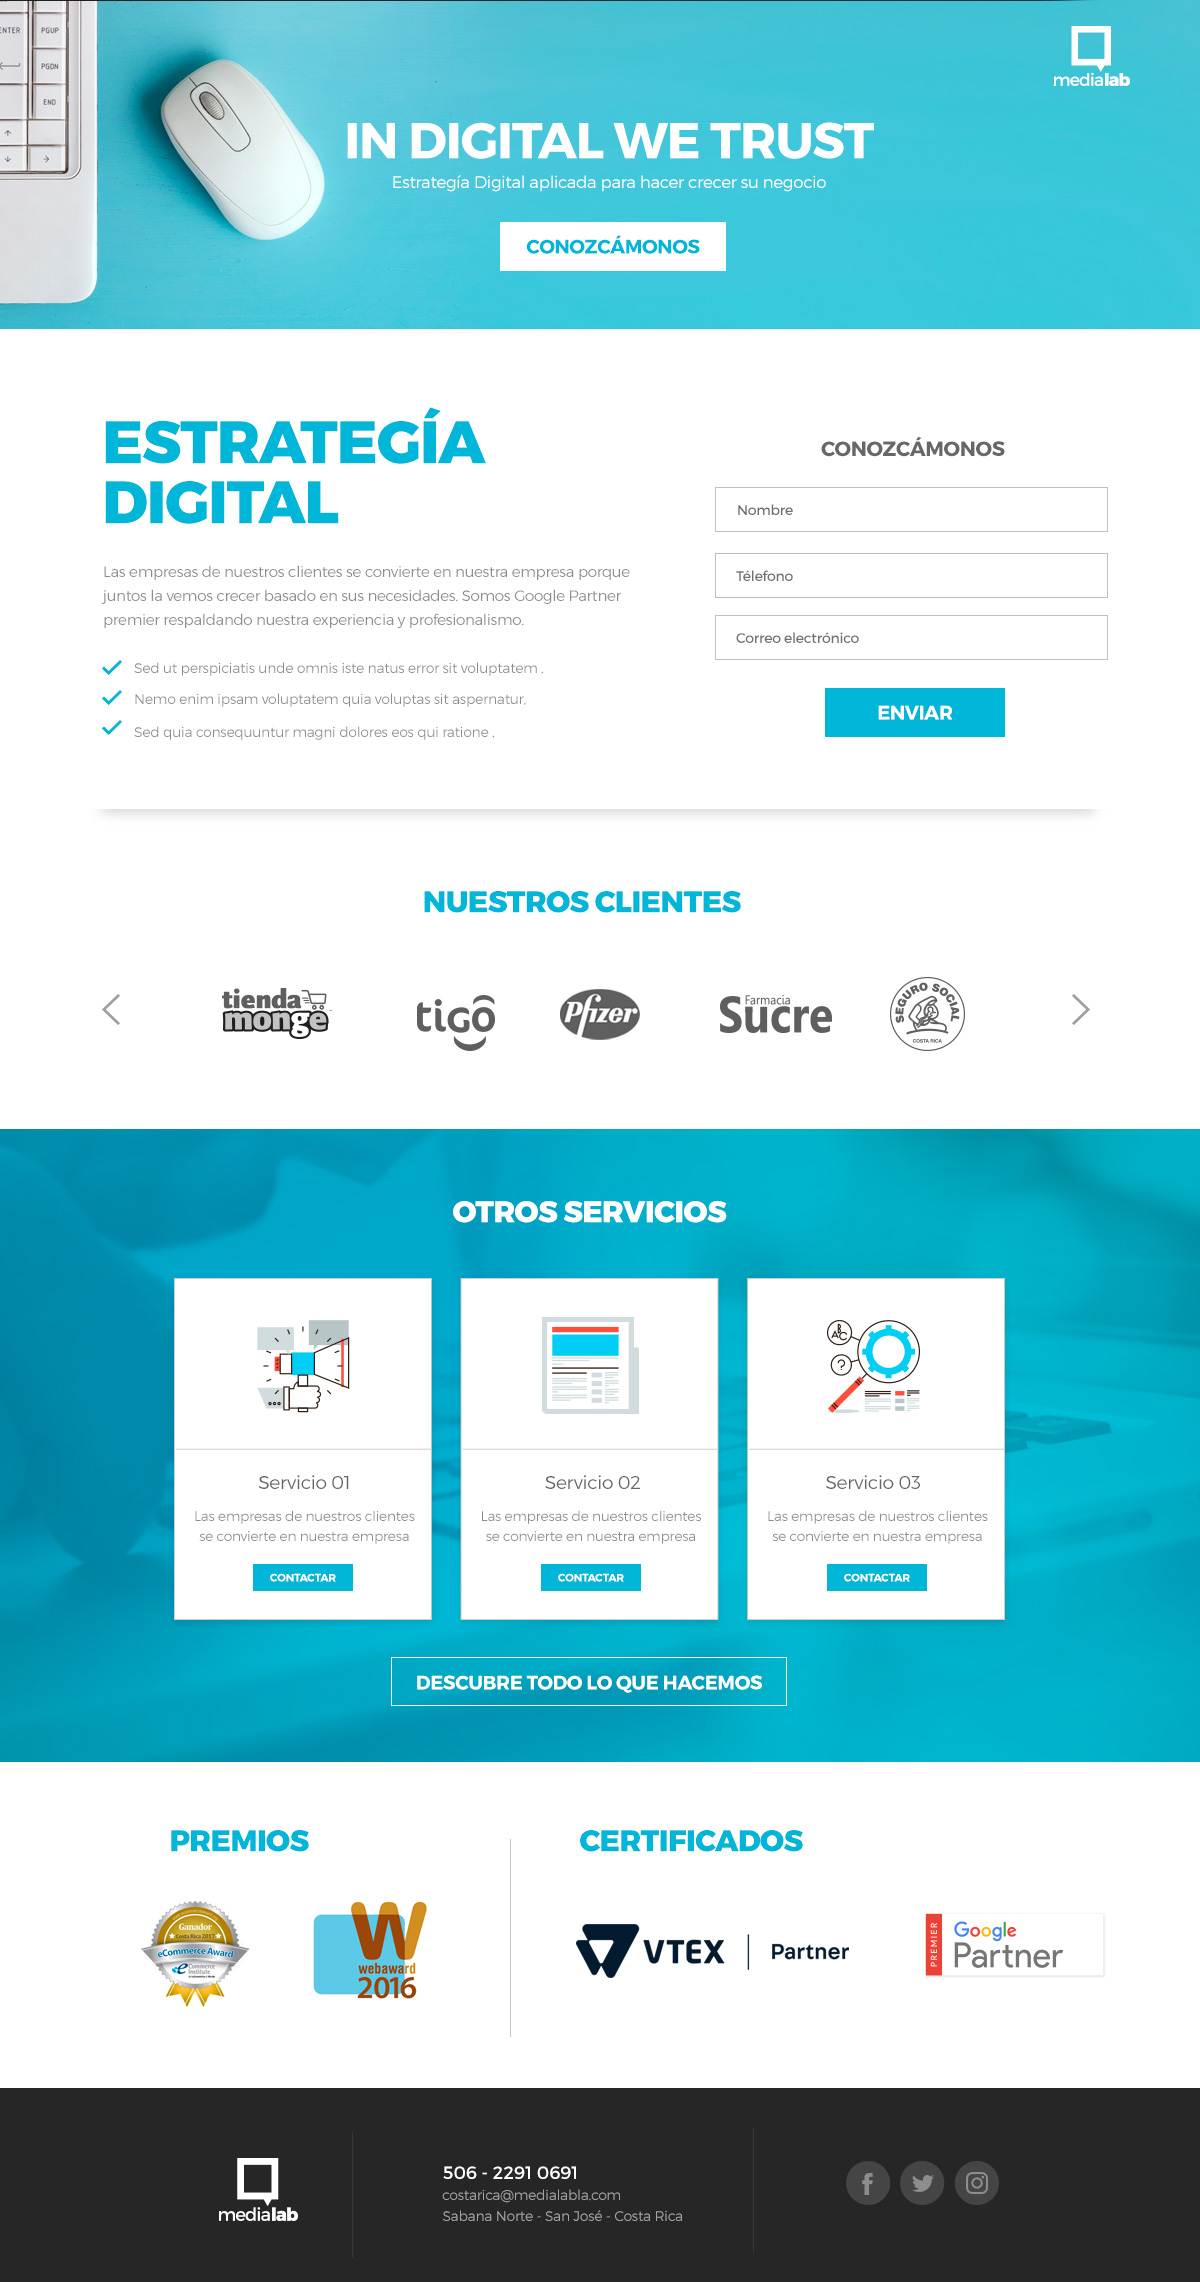 ENTER
PGUP
PGDN
END
medialab
IN DIGITAL WE TRUST
Estrategía Digital aplicada para hacer crecer su negocio
CONOZCÁMONOS
ESTRATEGÍA
DIGITAL
Las empresas de nuestros clientes se convierte en nuestra empresa porque
juntos la vemos crecer basado en sus necesidades. Somos Google Partner
premier respaldando nuestra experiencia y profesionalismo.
Sed ut perspiciatis unde omnis iste natus error sit voluptatem .
Nemo enim ipsam voluptatem quia voluptas sit aspernatur,
Sed quia consequuntur magni dolores eos qui ratione .
CONOZCÁMONOS
Nombre
Télefono
Correo electrónico
ENVIAR
NUESTROS CLIENTES
tienda
monge
tigo
Pfizer
Farmacia
Sucre
SEGURO SOCIAL
COSTA RICA
OTROS SERVICIOS
ABC
?
Servicio 01
Las empresas de nuestros clientes
se convierte en nuestra empresa
CONTACTAR
Servicio 02
Las empresas de nuestros clientes
se convierte en nuestra empresa
CONTACTAR
Servicio 03
Las empresas de nuestros clientes
se convierte en nuestra empresa
CONTACTAR
DESCUBRE TODO LO QUE HACEMOS
PREMIOS
Ganador
Costa Rica 2017
eCommerce Award
eCommerce
Institute
W
webaward
2016
CERTIFICADOS
VTEX | Partner
PREMIER
Google
Partner
medialab
506 - 2291 0691
costarica@medialabla.com
Sabana Norte - San José - Costa Rica